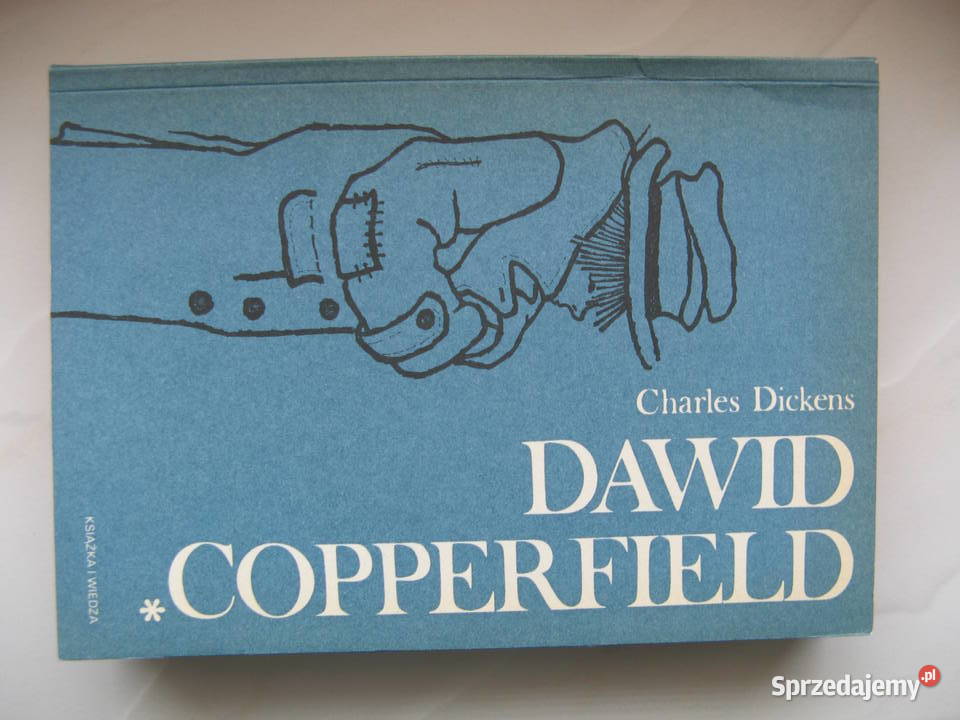 Charles Dickens
DAWID
* COPPERFIELD
KSIĄŻKA I WIEDZA
Sprzedajemy.pl